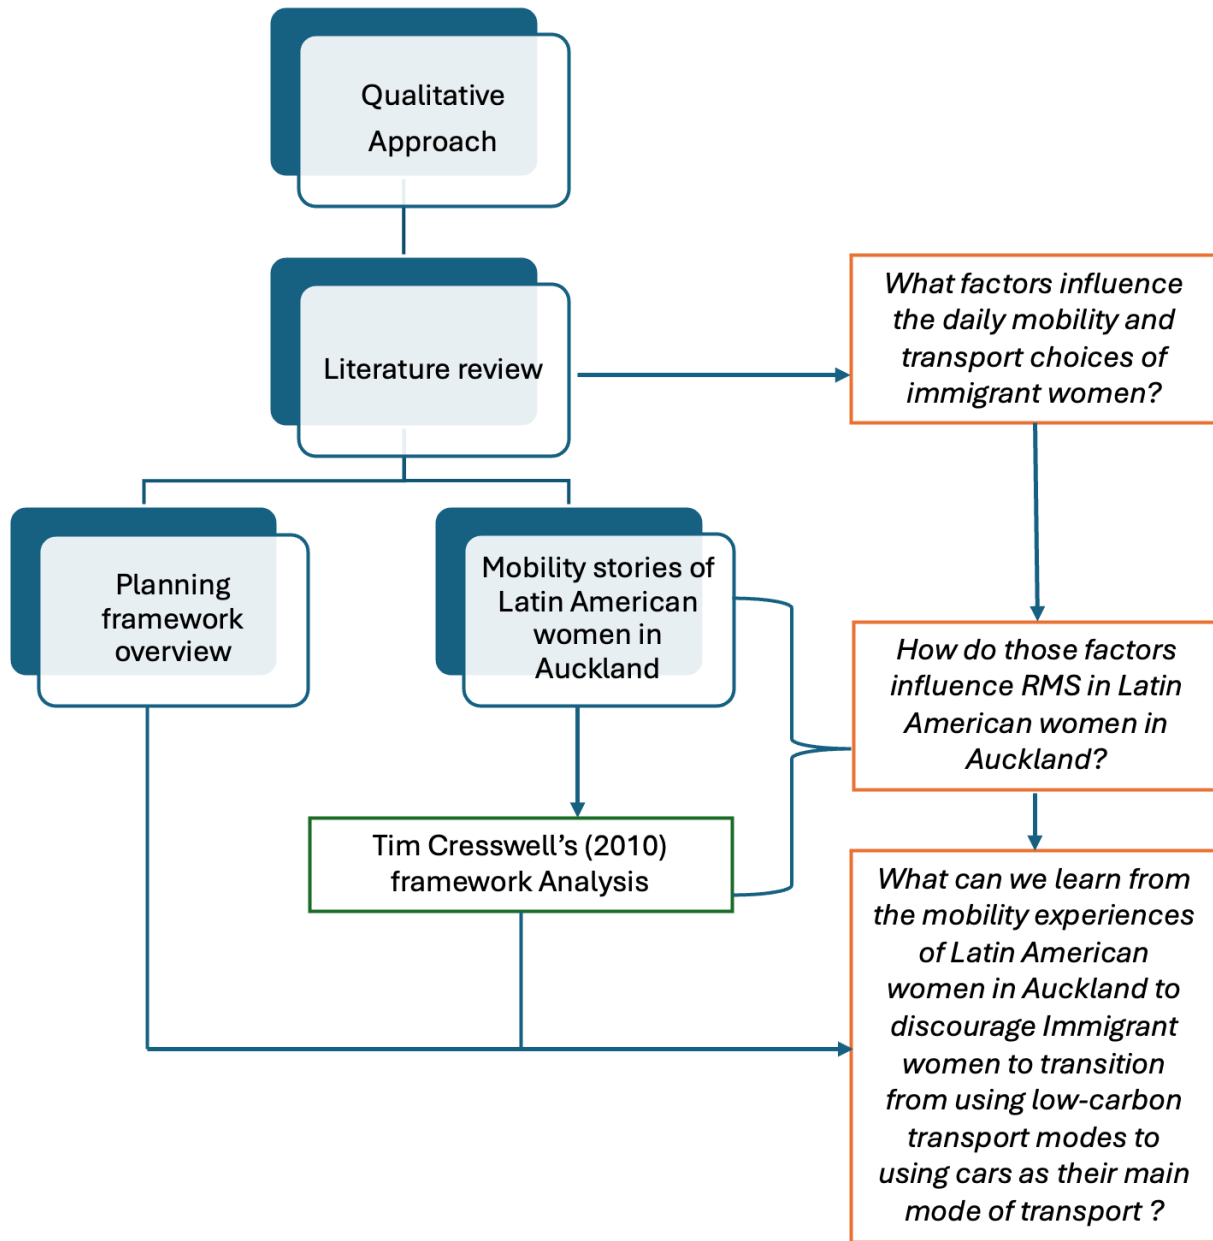 Qualitative
Approach
Literature review
What factors influence
the daily mobility and
transport choices of
immigrant women?
Planning
framework
overview
Mobility stories of
Latin American
women in
Auckland
How do those factors
influence RMS in Latin
American women in
Auckland?
Tim Cresswell’s (2010)
framework Analysis
What can we learn from
the mobility experiences
of Latin American
women in Auckland to
discourage Immigrant
women to transition
from using low-carbon
transport modes to
using cars as their main
mode of transport ?